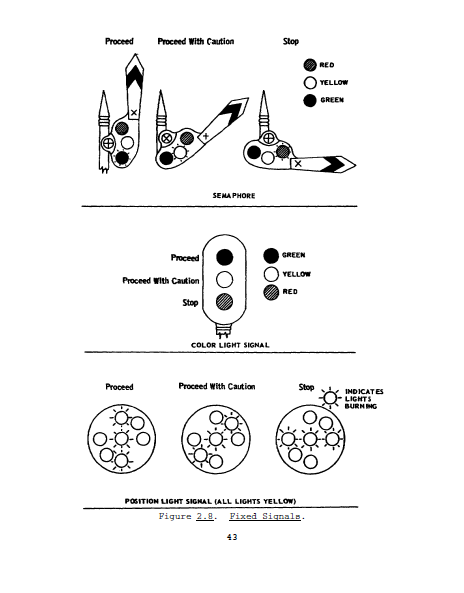 Proceed Proceed With Caution Stop
RED
YELLOW
GREEN
SEMAPHORE
Proceed GREEN
Proceed With Caution YELLOW
Stop RED
COLOR LIGHT SIGNAL
Proceed Proceed With Caution Stop
INDICATES
LIGHTS
BURNING
POSITION LIGHT SIGNAL (ALL LIGHTS YELLOW)
Figure 2.8. Fixed Signals.
43